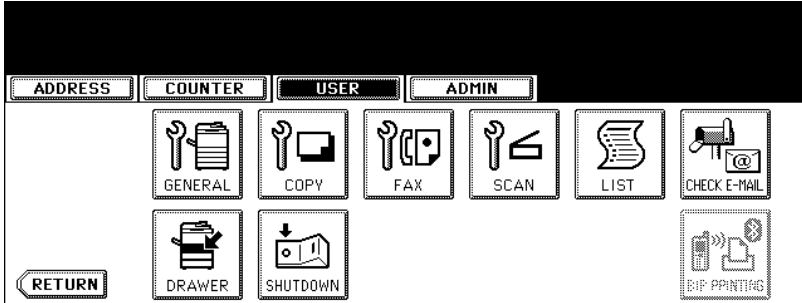 ADDRESS COUNTER USER ADMIN
GENERAL COPY FAX SCAN LIST CHECK E-MAIL
DRAWER SHUTDOWN BIP PRINTING
RETURN